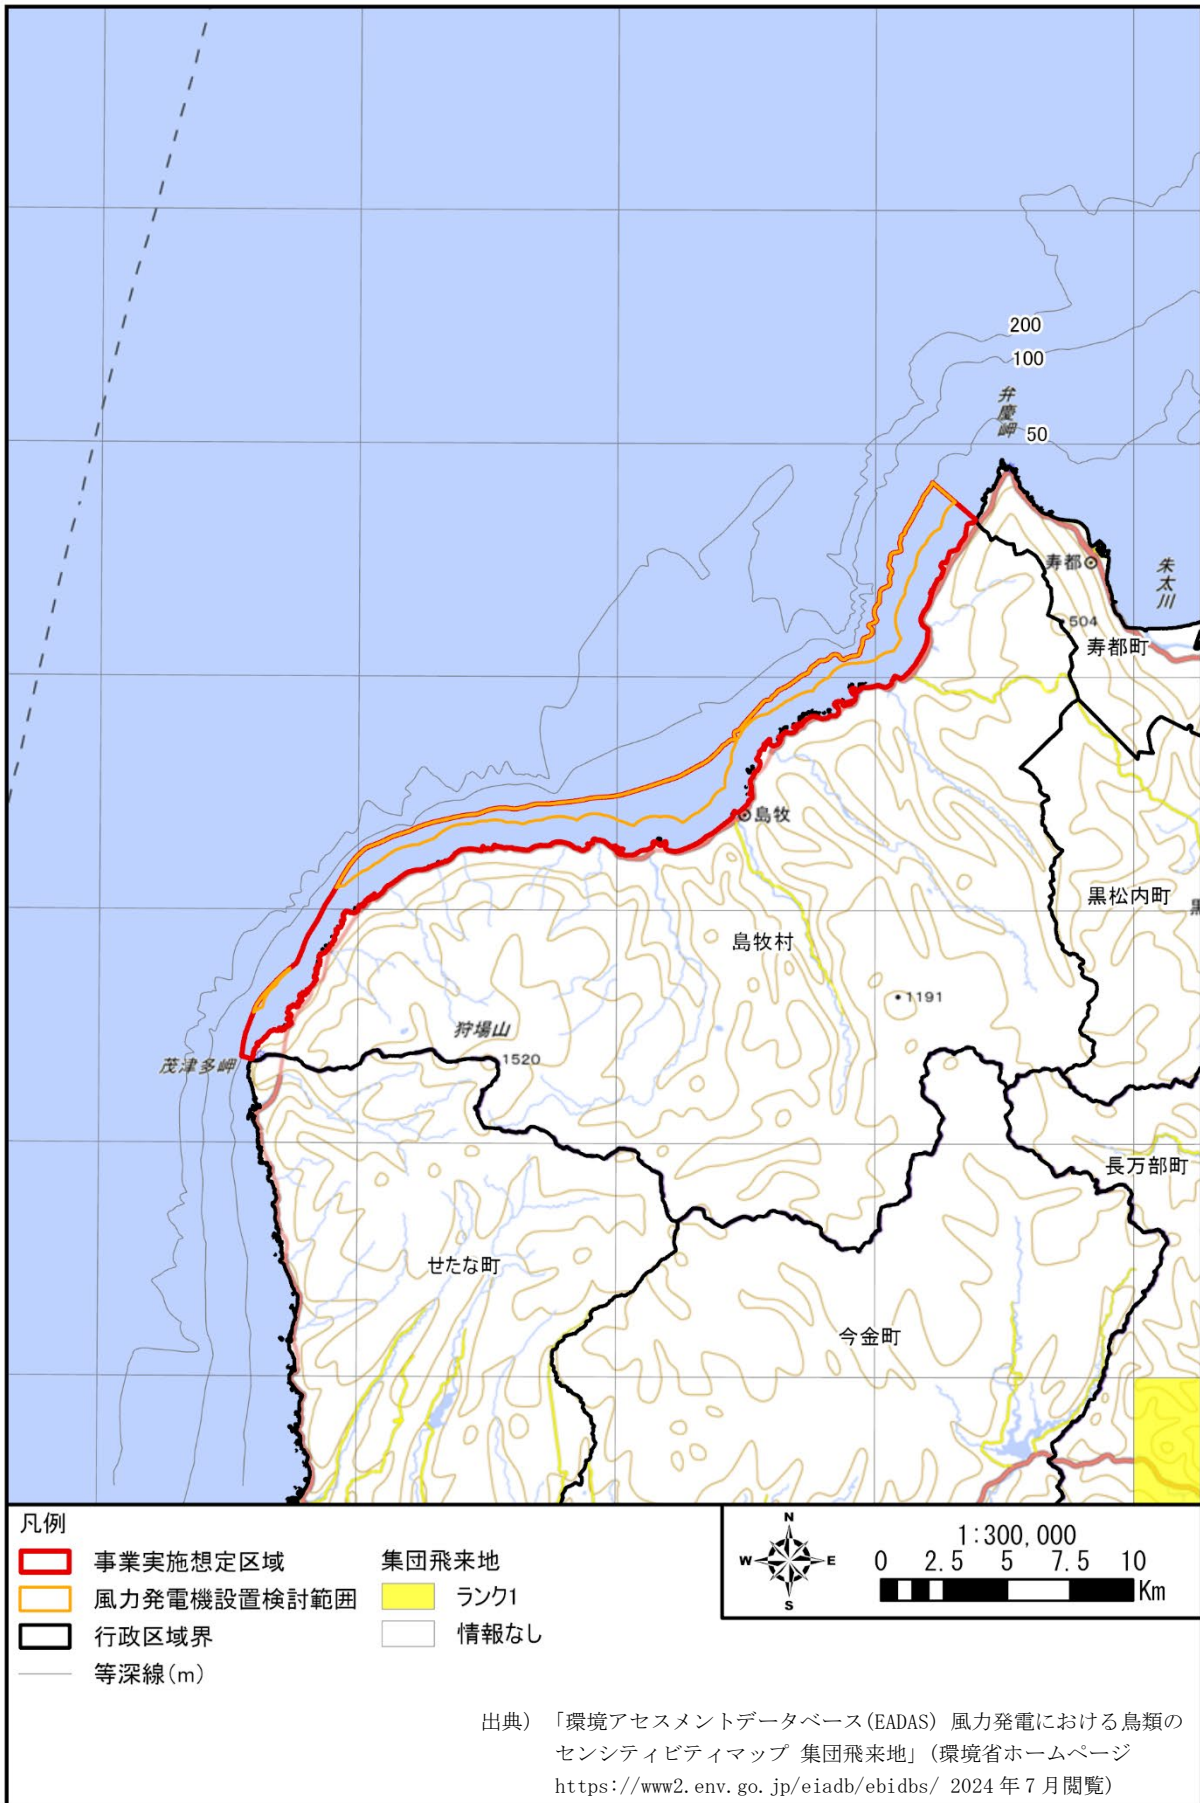 200
100
弁慶岬
50
寿都
朱太川
504
寿都町
島牧
黒松内町
黒
島牧村
1191
狩場山
1520
茂津多岬
長万部町
せたな町
今金町
凡例
事業実施想定区域
風力発電機設置検討範囲
行政区域界
等深線(m)
集団飛来地
ランク1
情報なし
N
W E
S
1:300,000
0 2.5 5 7.5 10
Km
出典) 「環境アセスメントデータベース(EADAS) 風力発電における鳥類の
センシティビティマップ 集団飛来地」(環境省ホームページ
https://www2.env.go.jp/eiadb/ebidbs/ 2024年7月閲覧)